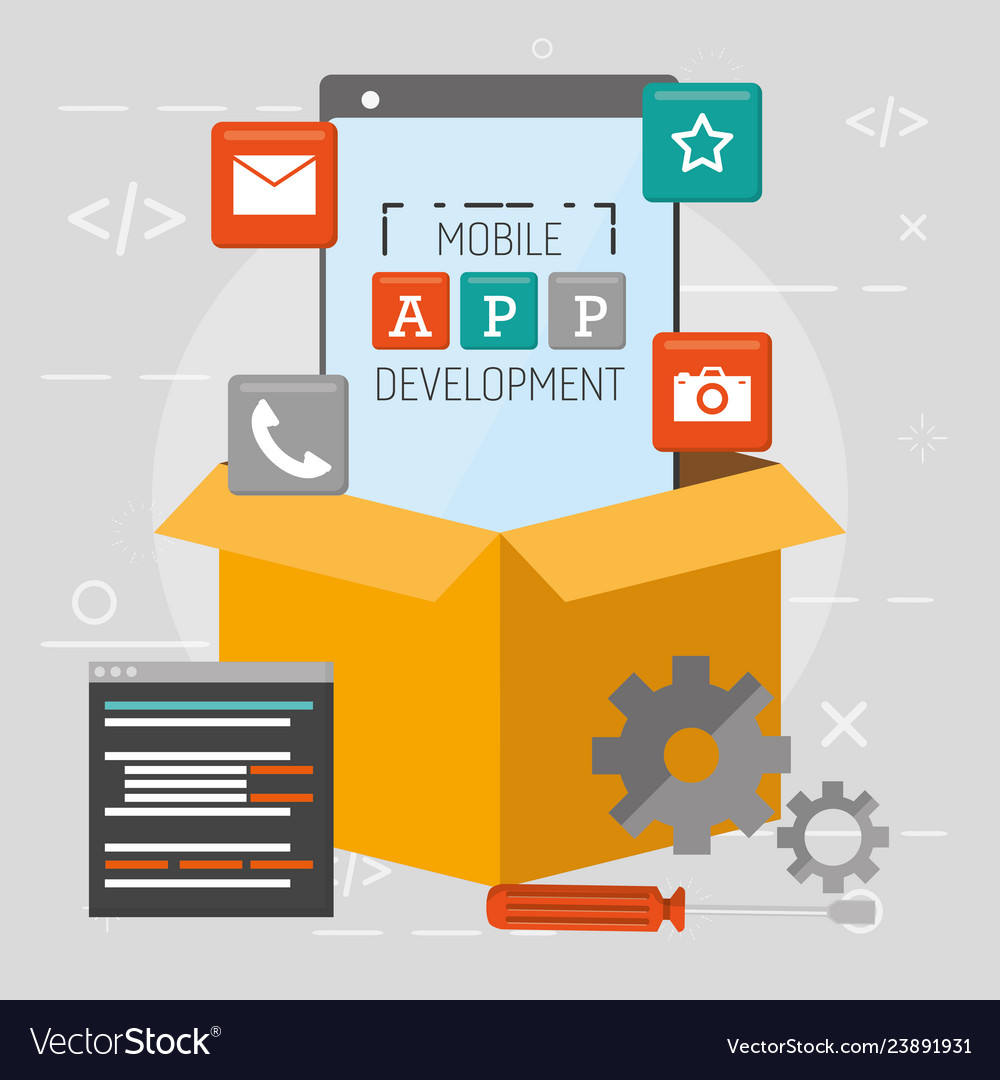 MOBILE
APP
DEVELOPMENT
</>
</>
</>
VectorStock®
VectorStock.com/23891931